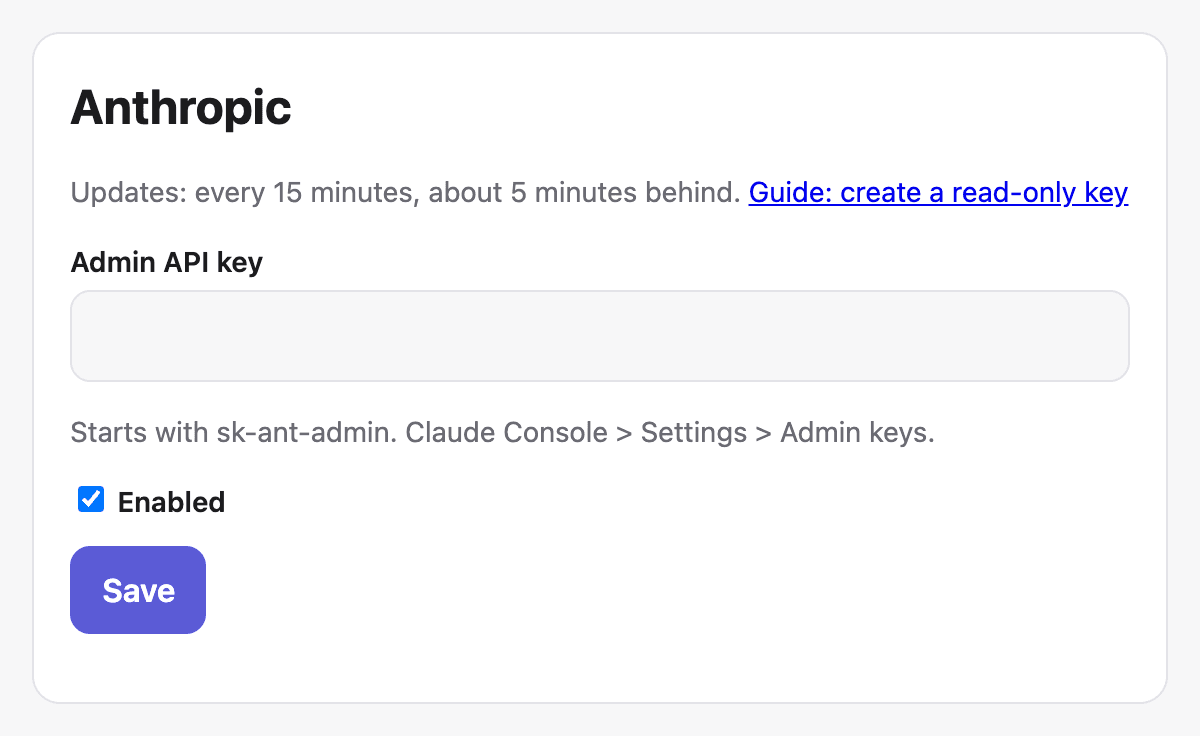 Anthropic
Updates: every 15 minutes, about 5 minutes behind. Guide: create a read-only key
Admin API key
Starts with sk-ant-admin. Claude Console > Settings > Admin keys.
Enabled
Save